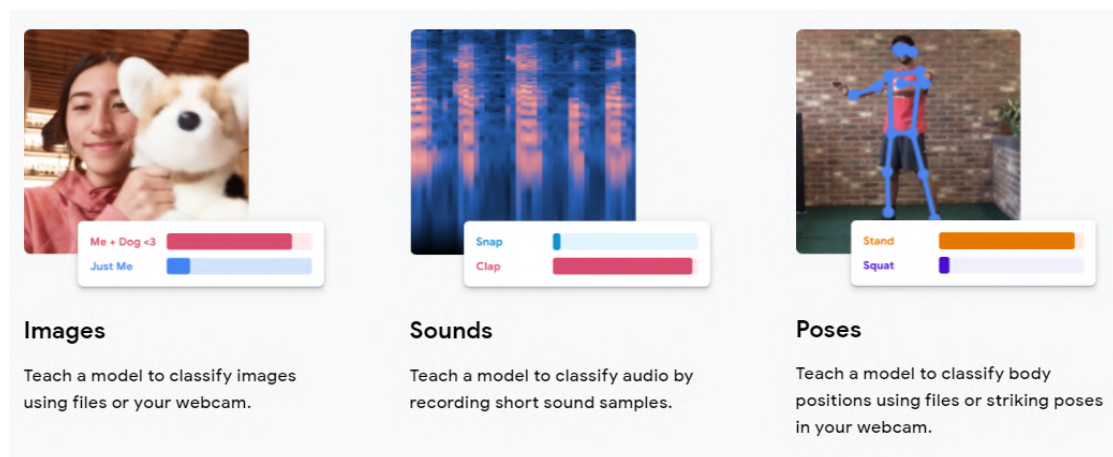 Me + Dog <3
Just Me
Images
Teach a model to classify images
using files or your webcam.
Snap
Clap
Sounds
Teach a model to classify audio by
recording short sound samples.
Stand
Squat
Poses
Teach a model to classify body
positions using files or striking poses
in your webcam.